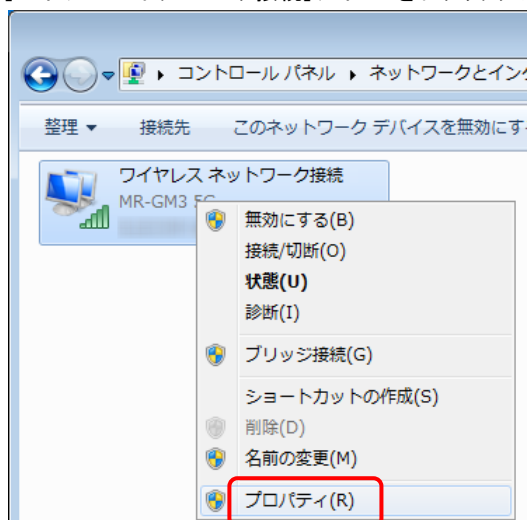 コントロール パネル ▸ ネットワークとイン
整理 ▼ 接続先 このネットワーク デバイスを無効にす
ワイヤレス ネットワーク接続
MR-GM3
無効にする(B)
接続/切断(O)
状態(U)
診断(I)
ブリッジ接続(G)
ショートカットの作成(S)
削除(D)
名前の変更(M)
プロパティ(R)